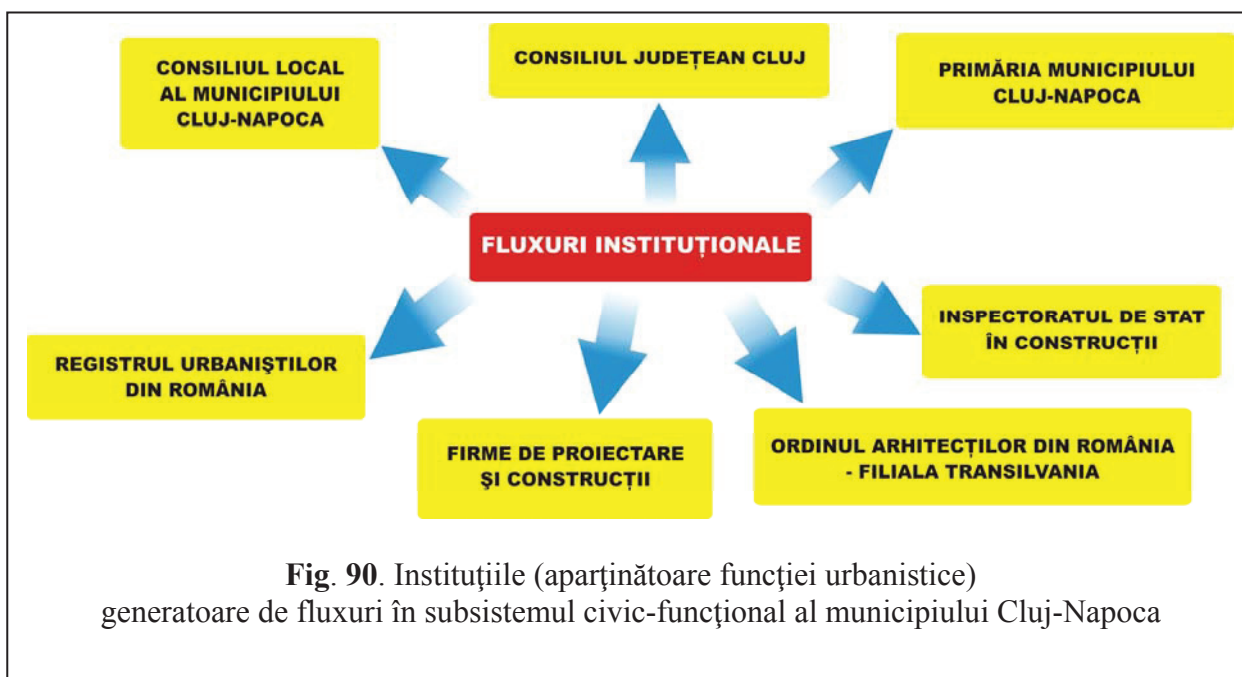 CONSILIUL LOCAL
AL MUNICIPIULUI
CLUJ-NAPOCA
CONSILIUL JUDEȚEAN CLUJ
PRIMĂRIA MUNICIPIULUI
CLUJ-NAPOCA
FLUXURI INSTITUȚIONALE
REGISTRUL URBANIŞTILOR
DIN ROMÂNIA
FIRME DE PROIECTARE
ŞI CONSTRUCȚII
ORDINUL ARHITECȚILOR DIN ROMÂNIA
- FILIALA TRANSILVANIA
INSPECTORATUL DE STAT
ÎN CONSTRUCȚII
Fig. 90. Instituţiile (aparţinătoare funcţiei urbanistice)
generatoare de fluxuri în subsistemul civic-funcţional al municipiului Cluj-Napoca